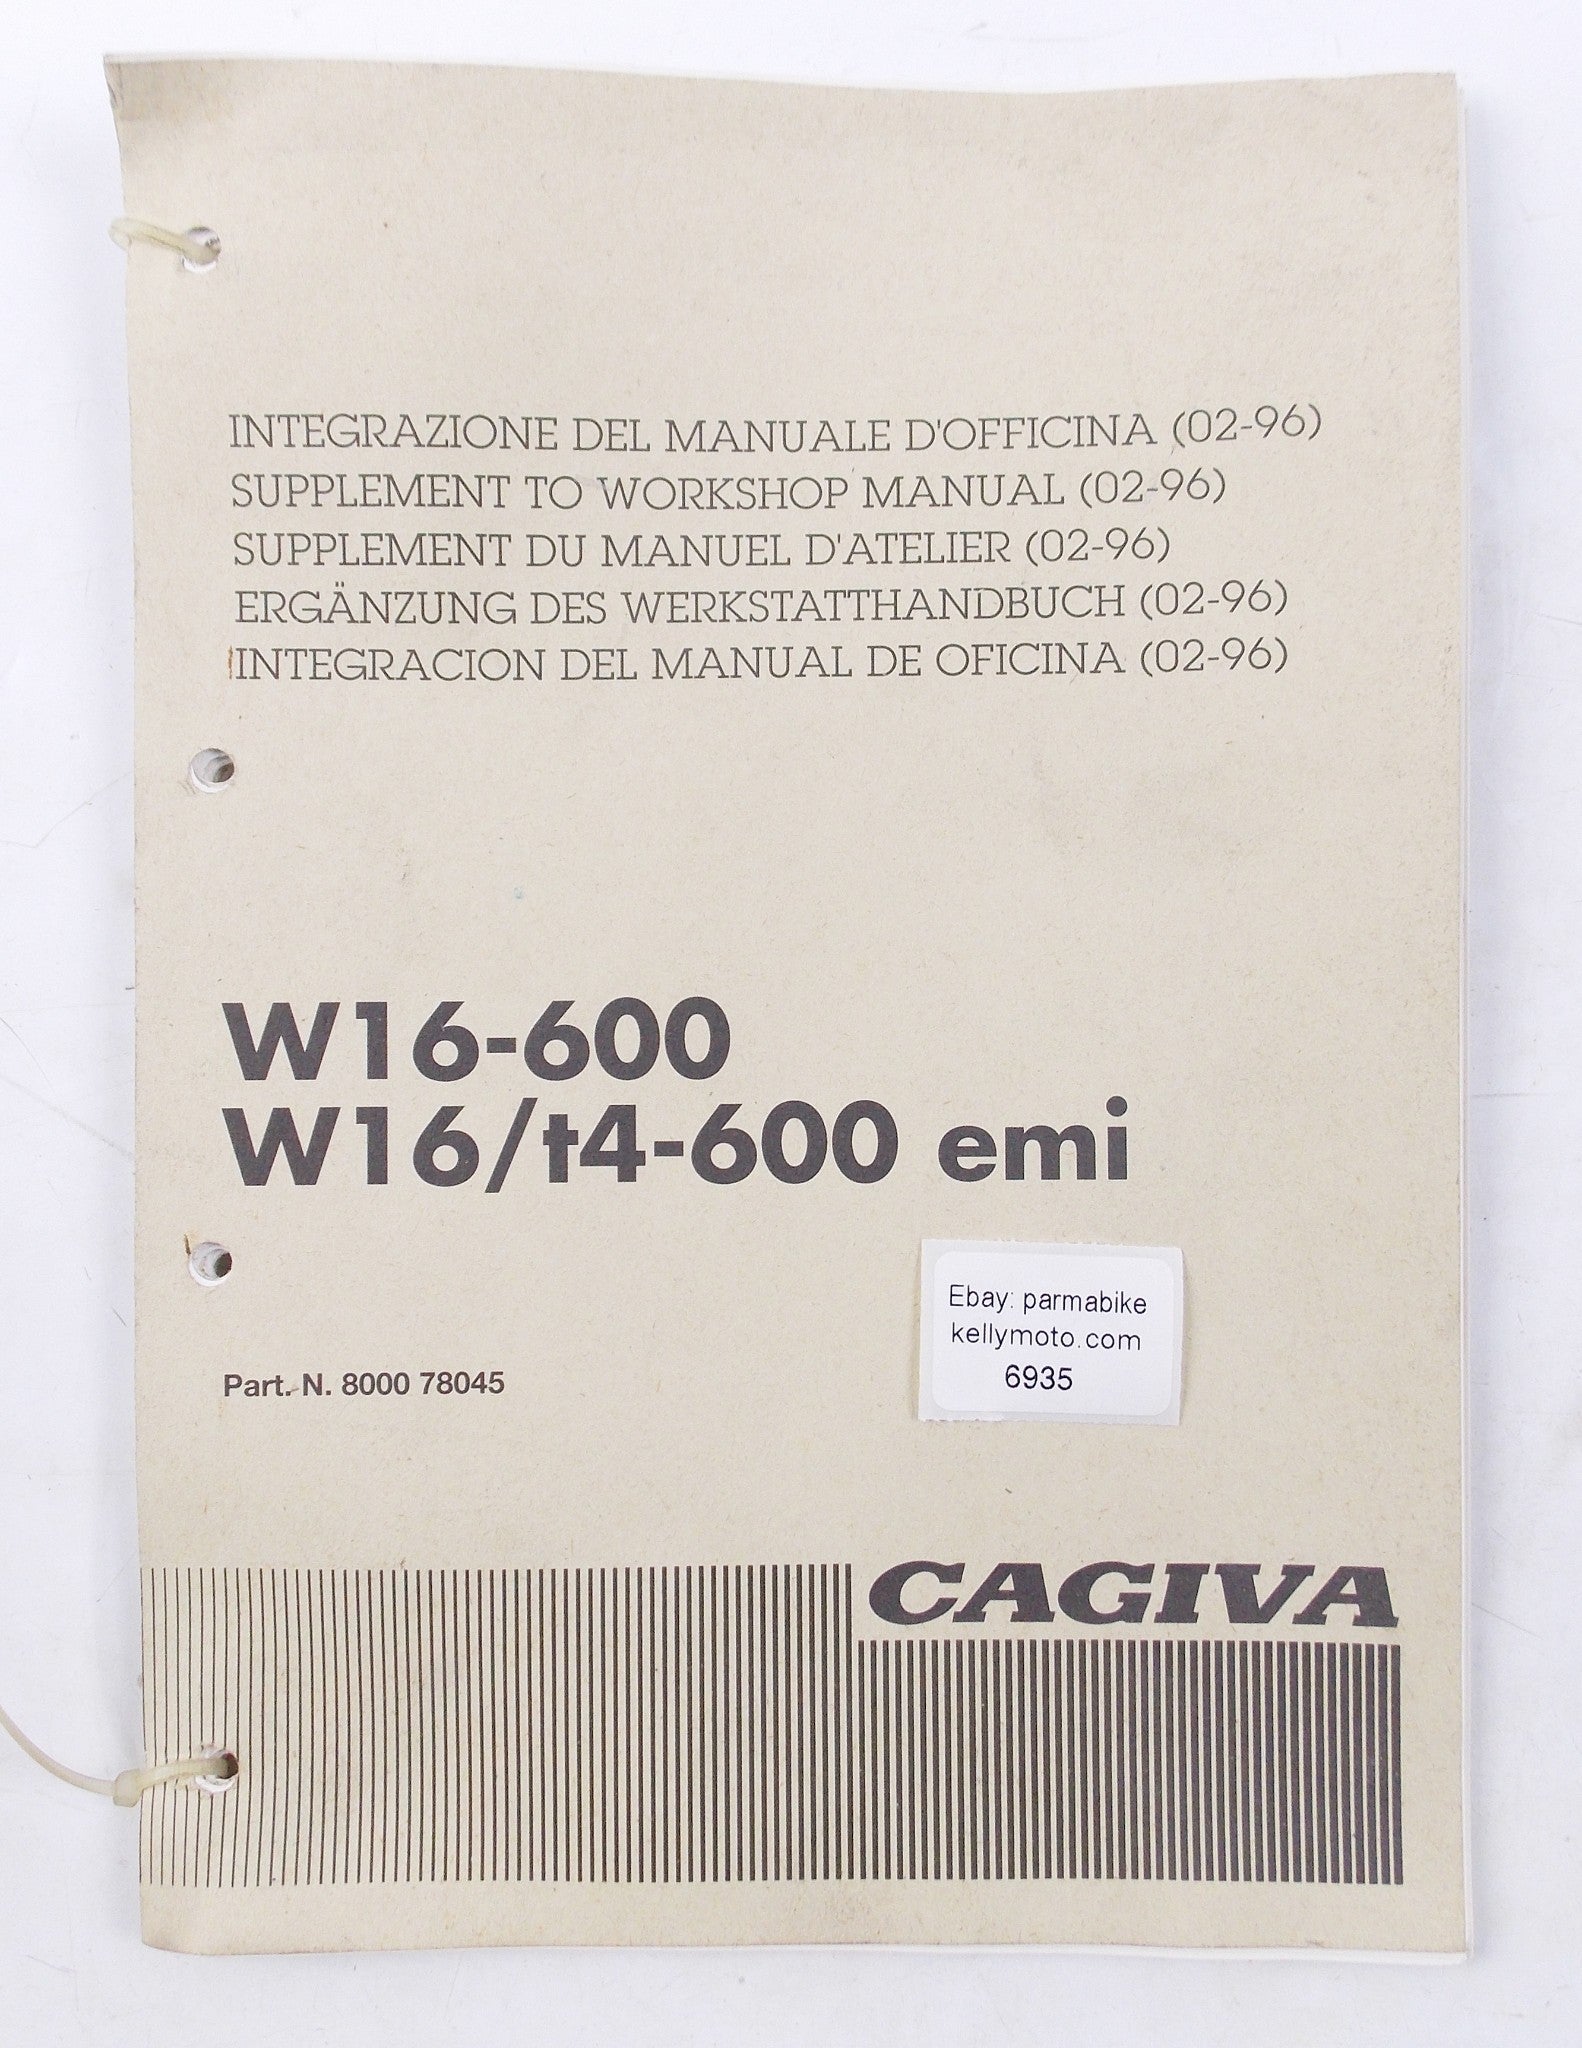 INTEGRAZIONE DEL MANUALE D'OFFICINA (02-96)
SUPPLEMENT TO WORKSHOP MANUAL (02-96)
SUPPLEMENT DU MANUEL D'ATELIER (02-96)
ERGÄNZUNG DES WERKSTATTHANDBUCH (02-96)
INTEGRACION DEL MANUAL DE OFICINA (02-96)
W16-600
W16/t4-600 emi
Ebay: parmabike
kellymoto.com
6935
Part. N. 8000 78045
CAGIVA